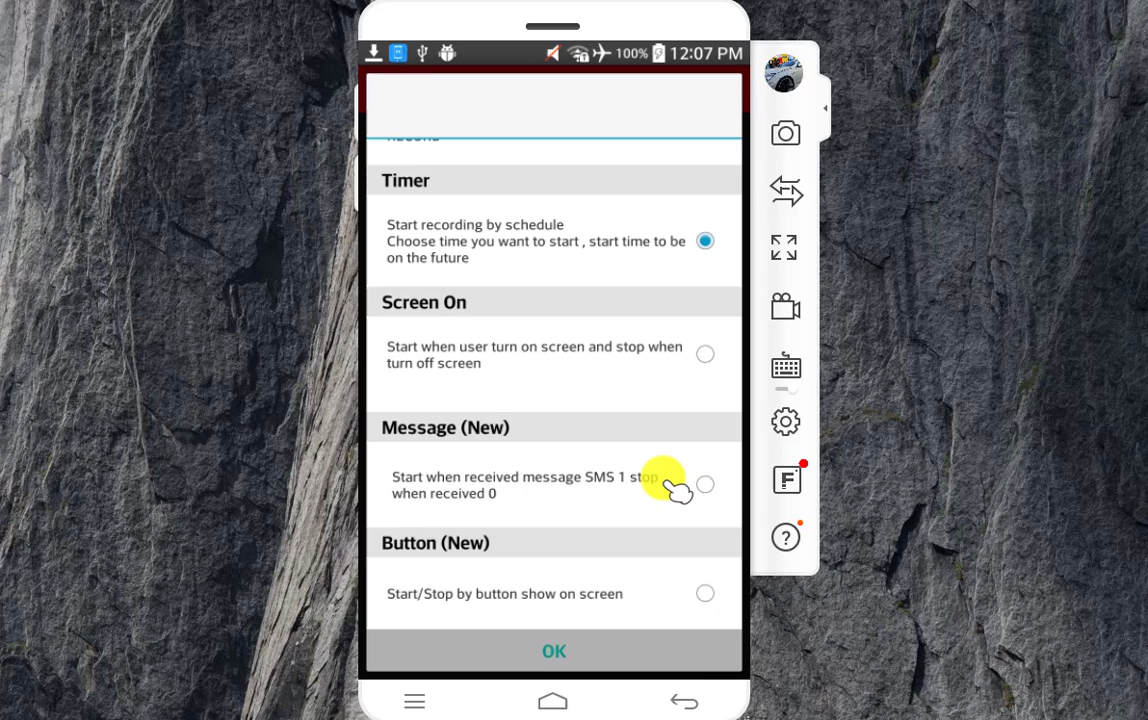 100% 12:07 PM
Timer
Start recording by schedule
Choose time you want to start , start time to be
on the future
Screen On
Start when user turn on screen and stop when
turn off screen
Message (New)
Start when received message SMS 1 stop
when received 0
Button (New)
Start/Stop by button show on screen
OK
F
?